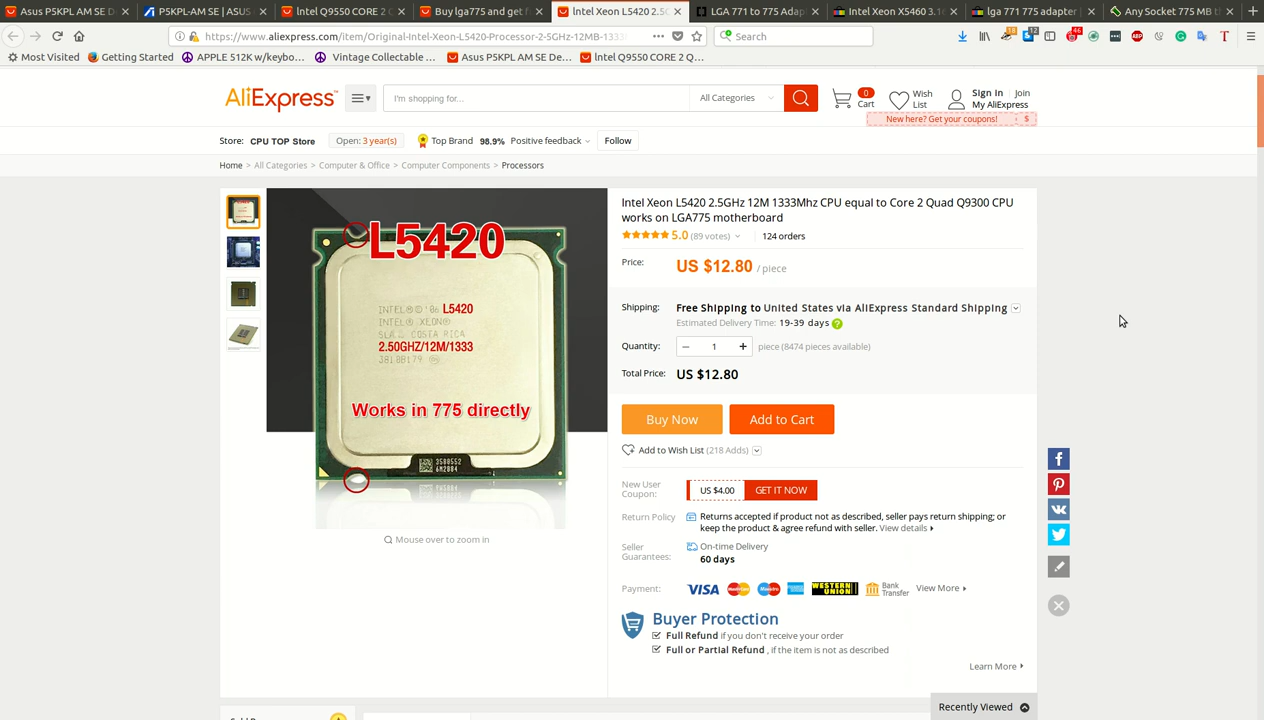 Asus P5KPL AM SE D
P5KPL-AM SE | ASUS
Intel Q9550 CORE 2 Q
Buy lga775 and get f
Intel Xeon L5420 2.5G
LGA 771 to 775 Adap
Intel Xeon X5460 3.1
lga 771 775 adapter
Any Socket 775 MB t
https://www.aliexpress.com/item/Original-Intel-Xeon-L5420-Processor-2-5GHz-12MB-1333
Search
Most Visited
Getting Started
APPLE 512K w/keybo...
Vintage Collectable ...
Asus P5KPL AM SE De...
Intel Q9550 CORE 2 Q...
AliExpress
I'm shopping for...
All Categories
0
Cart
Wish
List
Sign In
Join
My AliExpress
New here? Get your coupons!
$
Store:
CPU TOP Store
Open: 3 year(s)
Top Brand
98.9%
Positive feedback
Follow
Home > All Categories > Computer & Office > Computer Components > Processors
L5420
INTEL®©'06 L5420
INTEL® XEON®
COSTA RICA
2.50GHZ/12M/1333
Works in 775 directly
Mouse over to zoom in
Intel Xeon L5420 2.5GHz 12M 1333Mhz CPU equal to Core 2 Quad Q9300 CPU
works on LGA775 motherboard
5.0 (89 votes)
124 orders
Price:
US $12.80 / piece
Shipping:
Free Shipping to United States via AliExpress Standard Shipping
Estimated Delivery Time: 19-39 days
Quantity:
1
piece (8474 pieces available)
Total Price:
US $12.80
Buy Now
Add to Cart
Add to Wish List (218 Adds)
New User
Coupon:
US $4.00
GET IT NOW
Return Policy
Returns accepted if product not as described, seller pays return shipping; or
keep the product & agree refund with seller. View details
Seller
Guarantees:
On-time Delivery
60 days
Payment:
VISA
MasterCard
Maestro
WESTERN
UNION
Bank
Transfer
View More
Buyer Protection
Full Refund if you don't receive your order
Full or Partial Refund , if the item is not as described
Learn More
Recently Viewed